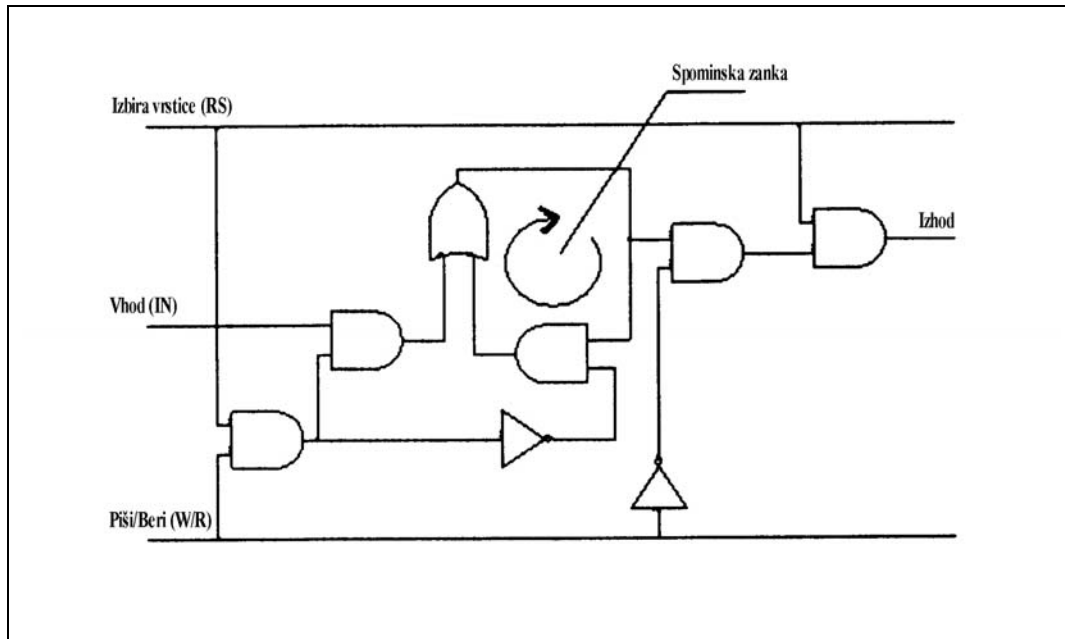 Spominska zanka
Izbira vrstice (RS)
Izhod
Vhod (IN)
Piši/Beri (W/R)